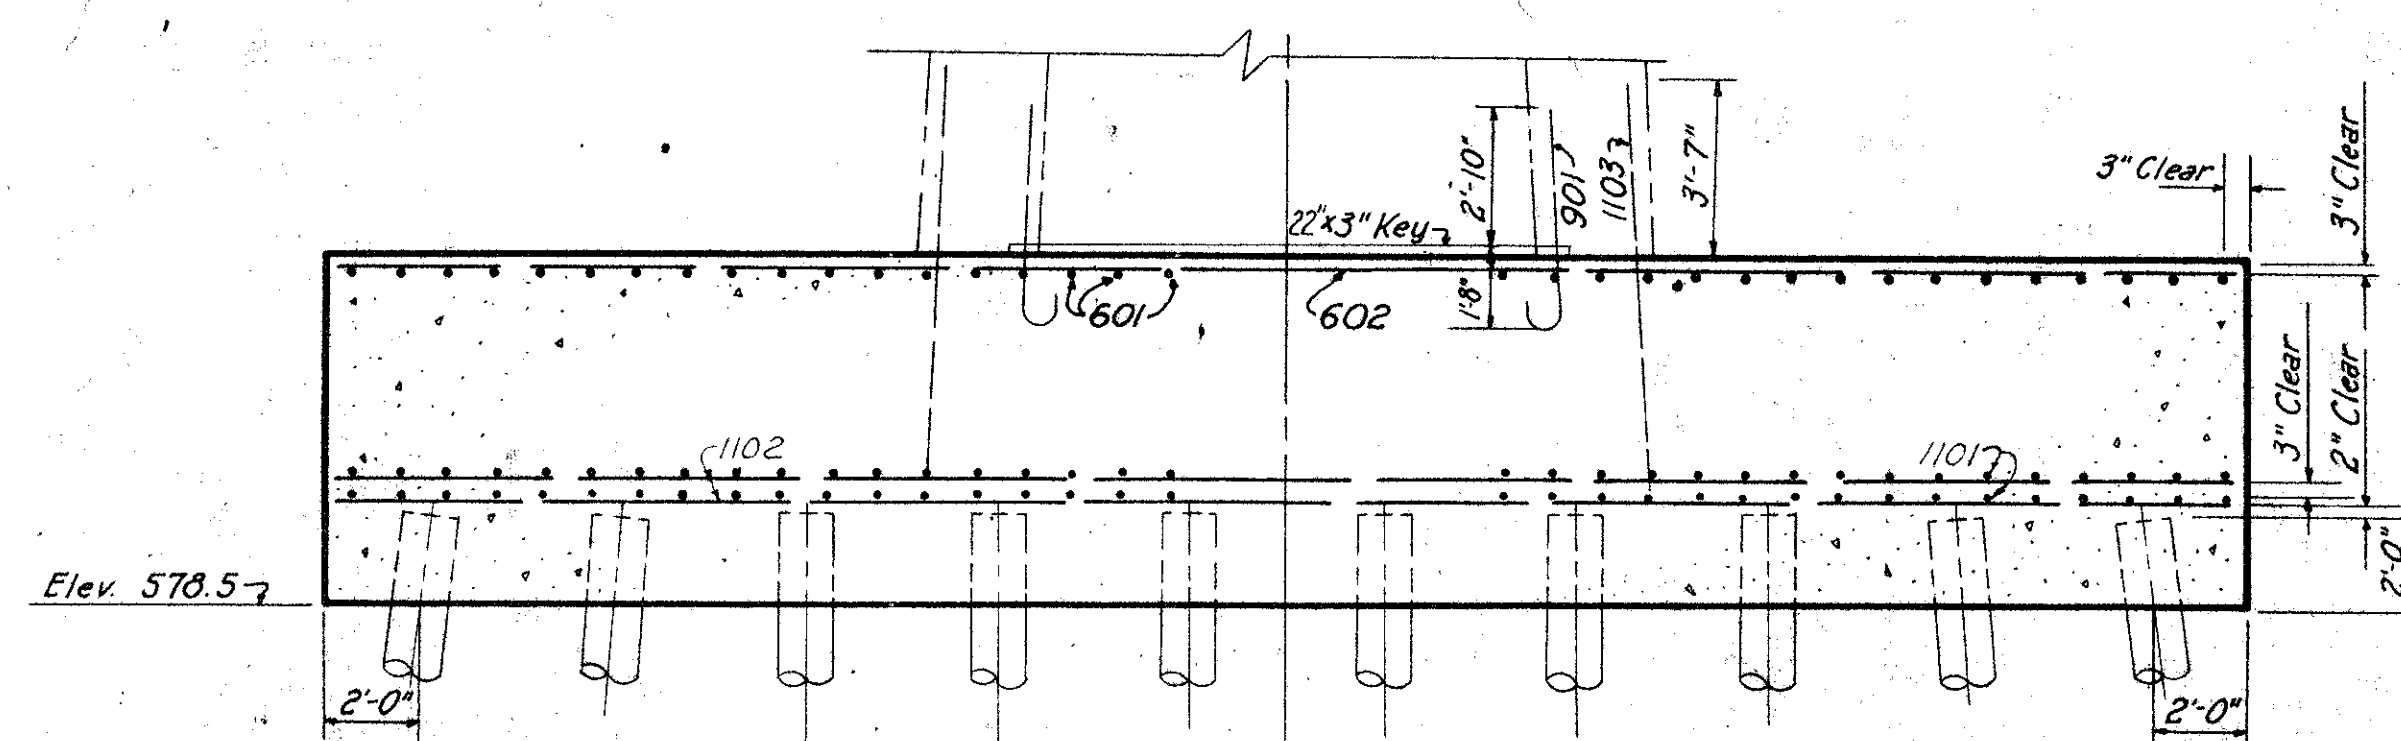 3" Clear
3" Clear
2'-10"
901
1103
3'-7"
22"x3" Key
601
602
1'-8"
3" Clear
2" Clear
1102
1101
Elev. 578.5
2'-0"
2'-0"
2'-0"